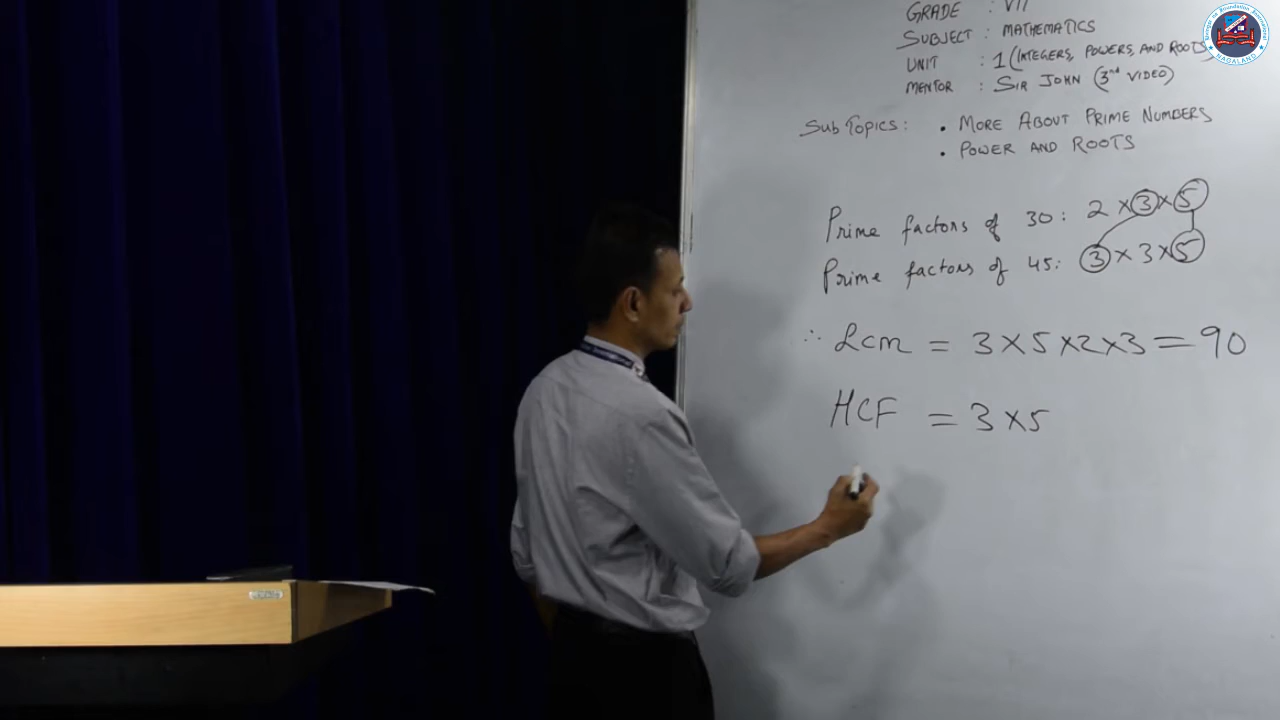 GRADE : VII
SUBJECT : MATHEMATICS
UNIT : 1 (INTEGERS, POWERS, AND ROOTS
MENTOR : SIR JOHN (3nd VIDEO)
Sub Topics : • MORE ABOUT PRIME NUMBERS
• POWER AND ROOTS
Prime factors of 30: 2 × 3 × 5
Prime factors of 45: 3 × 3 × 5
∴ Lcm = 3 × 5 × 2 × 3 = 90
HCF = 3 × 5
NAGALAND